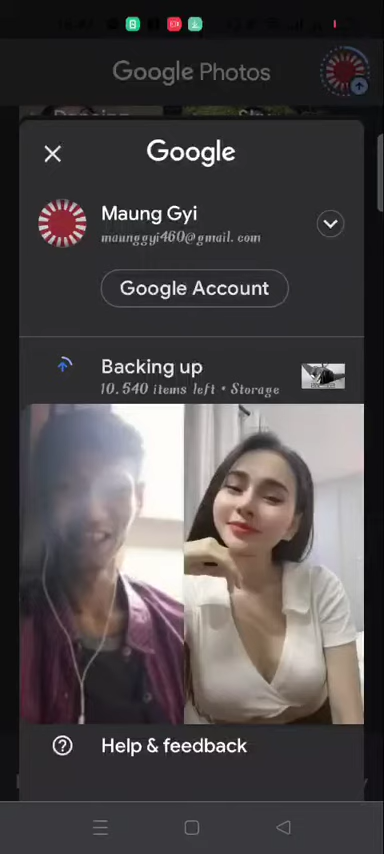 Google Photos
Google
Maung Gyi
maunggyi460@gmail.com
Google Account
Backing up
10,540 items left • Storage
Help & feedback